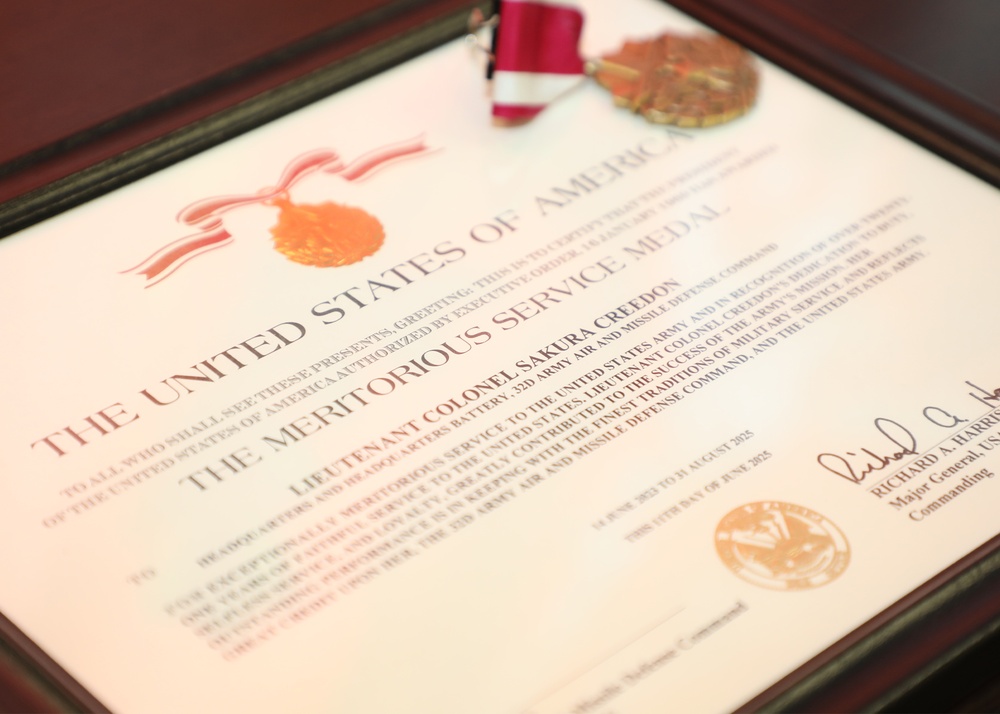 THE UNITED STATES OF AMERICA
TO ALL WHO SHALL SEE THESE PRESENTS, GREETING: THIS IS TO CERTIFY THAT THE PRESIDENT
OF THE UNITED STATES OF AMERICA AUTHORIZED BY EXECUTIVE ORDER, 16 JANUARY
THE MERITORIOUS SERVICE MEDAL
TO
LIEUTENANT COLONEL SAKURA CREEDON
HEADQUARTERS AND HEADQUARTERS BATTERY, 32D ARMY AIR AND MISSILE DEFENSE COMMAND
FOR EXCEPTIONALLY MERITORIOUS SERVICE TO THE UNITED STATES ARMY AND IN RECOGNITION OF OVER TWENTY-
ONE YEARS OF FAITHFUL SERVICE TO THE UNITED STATES. LIEUTENANT COLONEL CREEDON'S DEDICATION TO DUTY,
SELFLESS SERVICE, AND LOYALTY, GREATLY CONTRIBUTED TO THE SUCCESS OF THE ARMY'S MISSION. HER
OUTSTANDING PERFORMANCE IS IN KEEPING WITH THE FINEST TRADITIONS OF MILITARY SERVICE AND REFLECTS
GREAT CREDIT UPON HER, THE 32D ARMY AIR AND MISSILE DEFENSE COMMAND, AND THE UNITED STATES ARMY.
14 JUNE 2023 TO 31 AUGUST 2025
THIS 11TH DAY OF JUNE, 2025
Richard A. Ha
RICHARD A. HARRI
Major General, US A
Commanding
Missile Defense Command